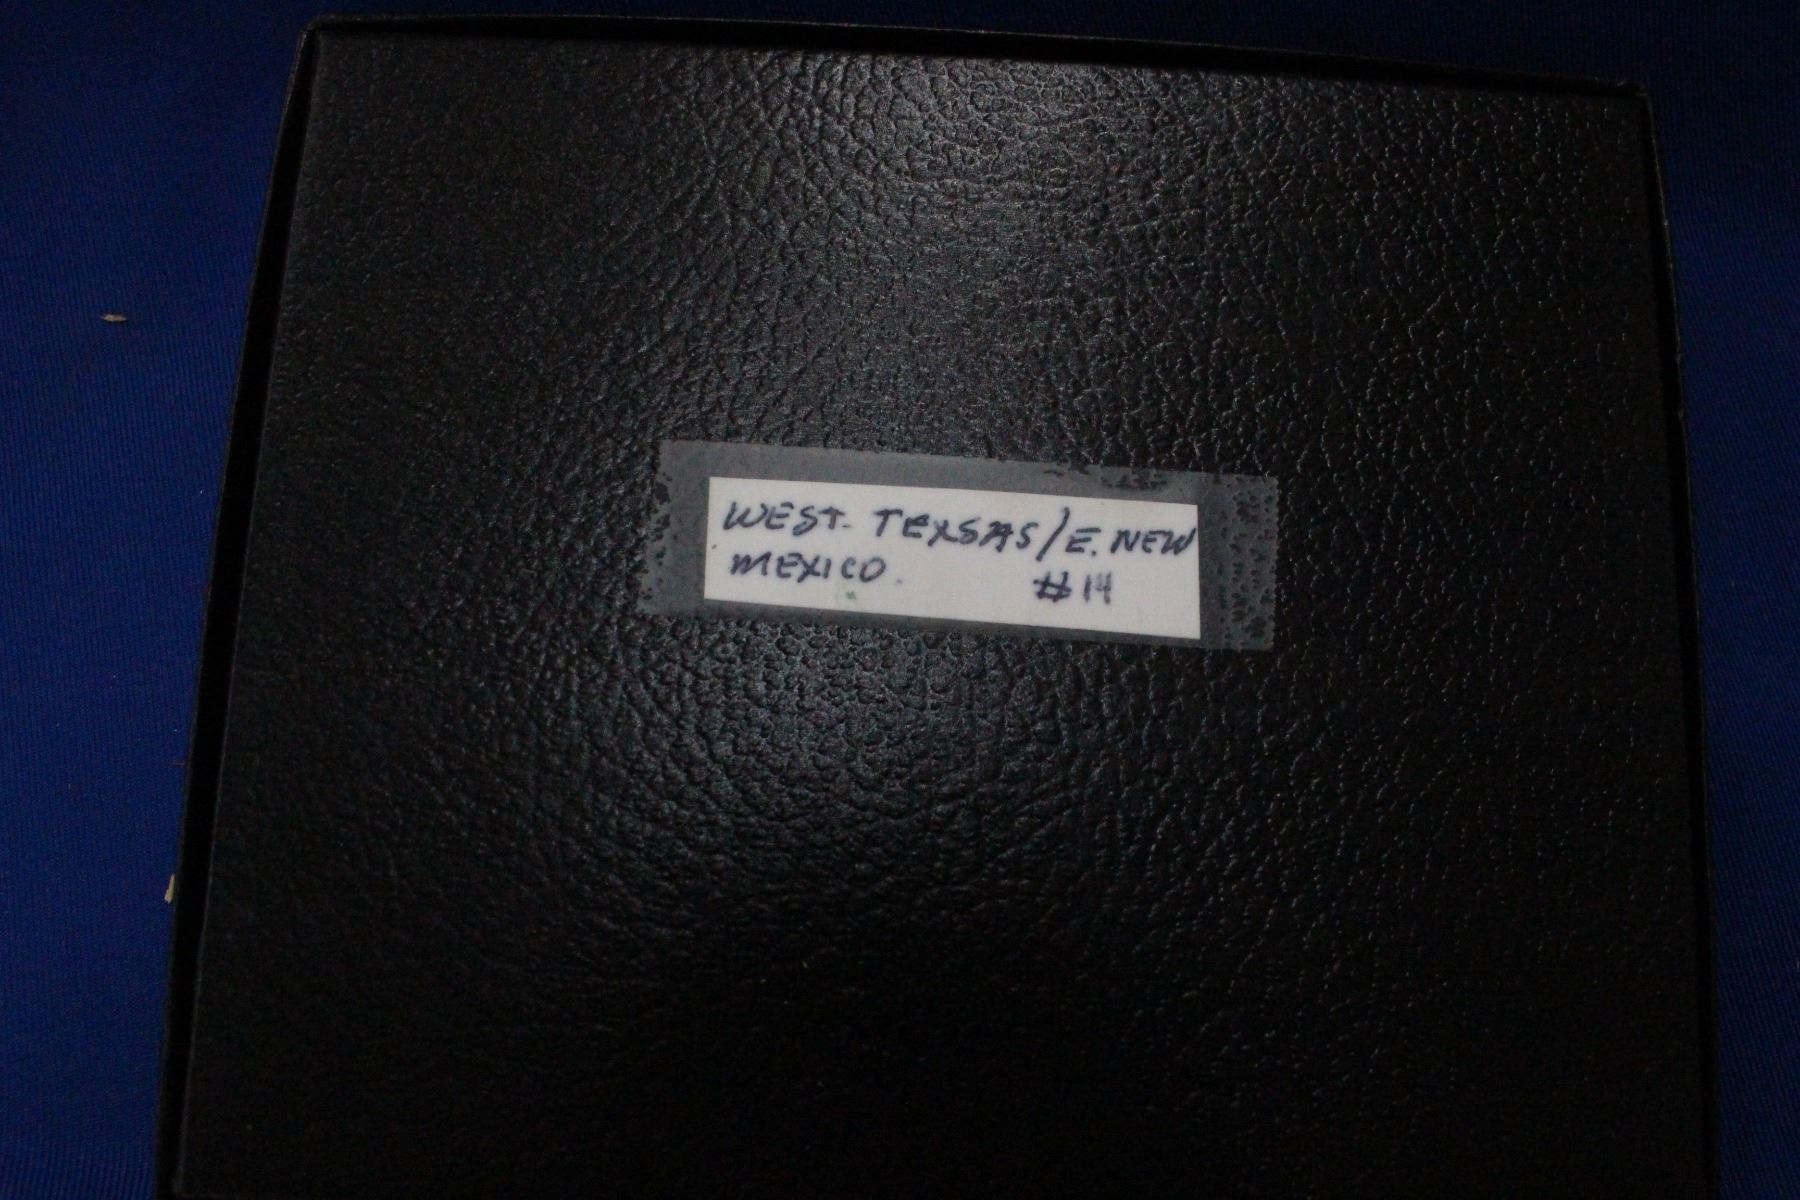 WEST. TEXSAS/E. NEW
MEXICO. #14